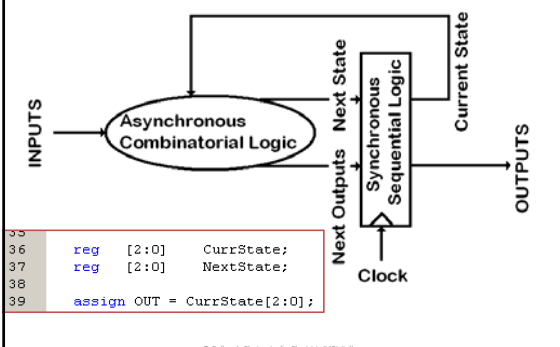 INPUTS
Asynchronous
Combinatorial Logic
Next State
Next Outputs
Synchronous
Sequential Logic
Current State
OUTPUTS
Clock
35
36 reg [2:0] CurrState;
37 reg [2:0] NextState;
38
39 assign OUT = CurrState[2:0];